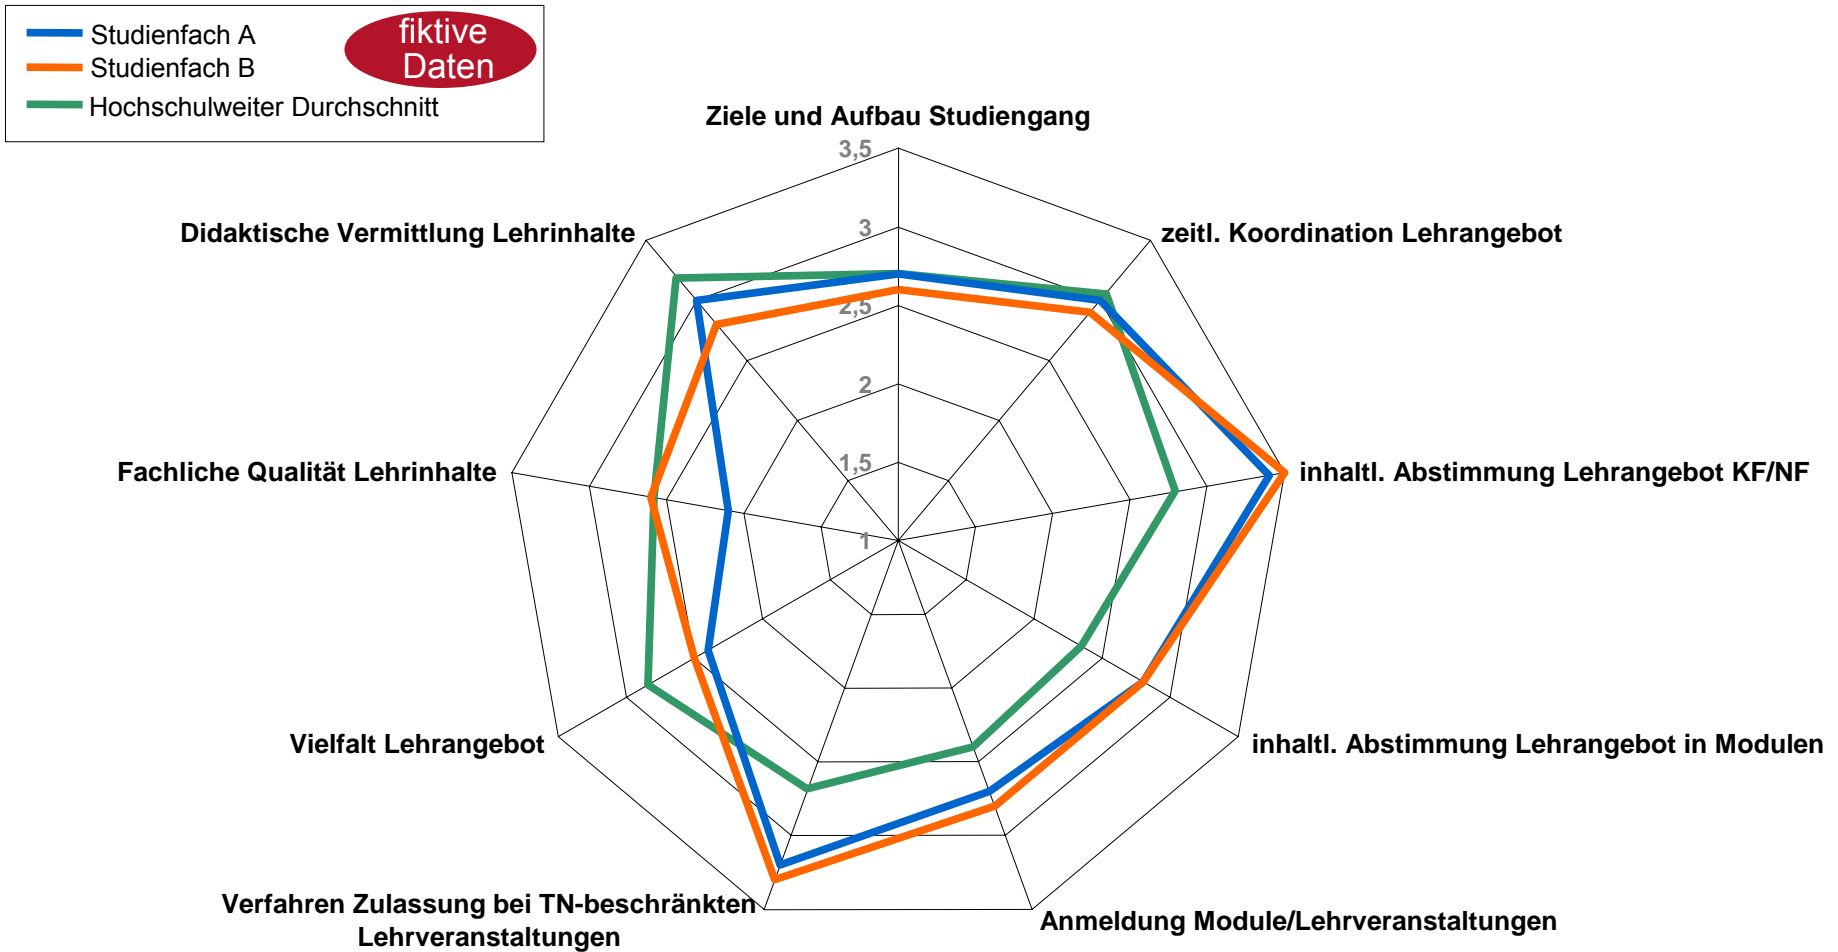 Studienfach A
Studienfach B
Hochschulweiter Durchschnitt
fiktive
Daten
Ziele und Aufbau Studiengang
3,5
3
2,5
2
1,5
1
Didaktische Vermittlung Lehrinhalte
zeitl. Koordination Lehrangebot
Fachliche Qualität Lehrinhalte
inhaltl. Abstimmung Lehrangebot KF/NF
Vielfalt Lehrangebot
inhaltl. Abstimmung Lehrangebot in Modulen
Verfahren Zulassung bei TN-beschränkten
Lehrveranstaltungen
Anmeldung Module/Lehrveranstaltungen